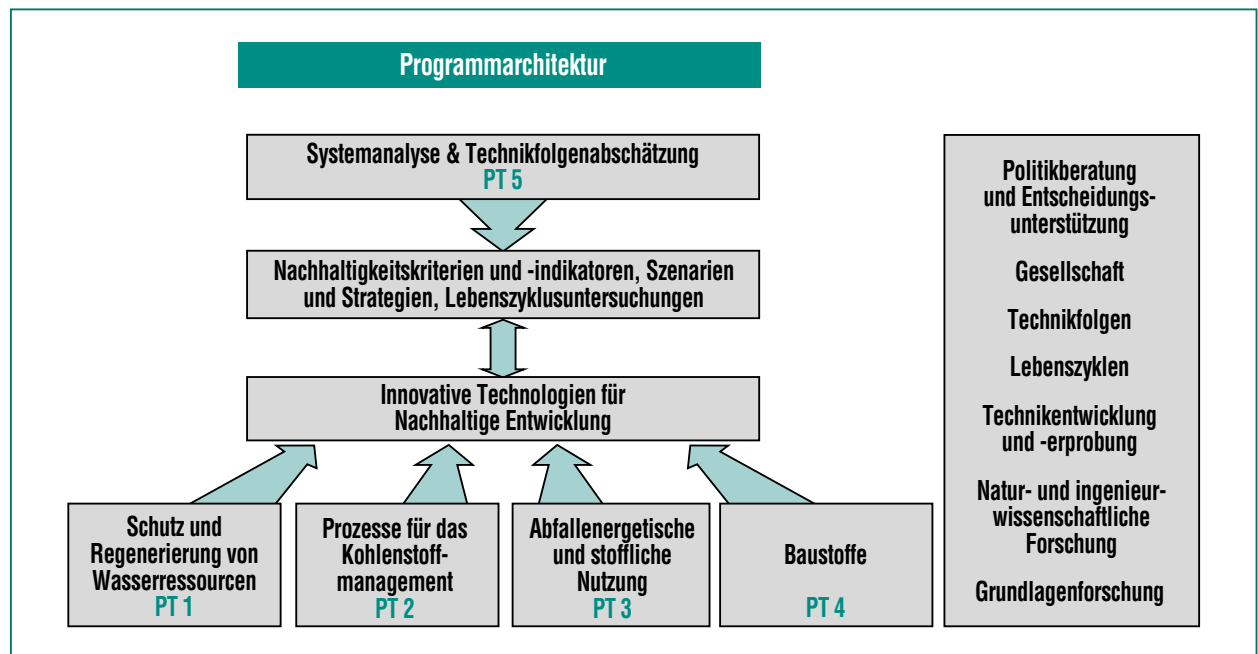 Programmarchitektur
Systemanalyse & Technikfolgenabschätzung
PT 5
Nachhaltigkeitskriterien und -indikatoren, Szenarien
und Strategien, Lebenszyklusuntersuchungen
Innovative Technologien für
Nachhaltige Entwicklung
Schutz und
Regenerierung von
Wasserressourcen
PT 1
Prozesse für das
Kohlenstoff-
management
PT 2
Abfallenergetische
und stoffliche
Nutzung
PT 3
Baustoffe
PT 4
Politikberatung
und Entscheidungs-
unterstützung
Gesellschaft
Technikfolgen
Lebenszyklen
Technikentwicklung
und -erprobung
Natur- und ingenieur-
wissenschaftliche
Forschung
Grundlagenforschung